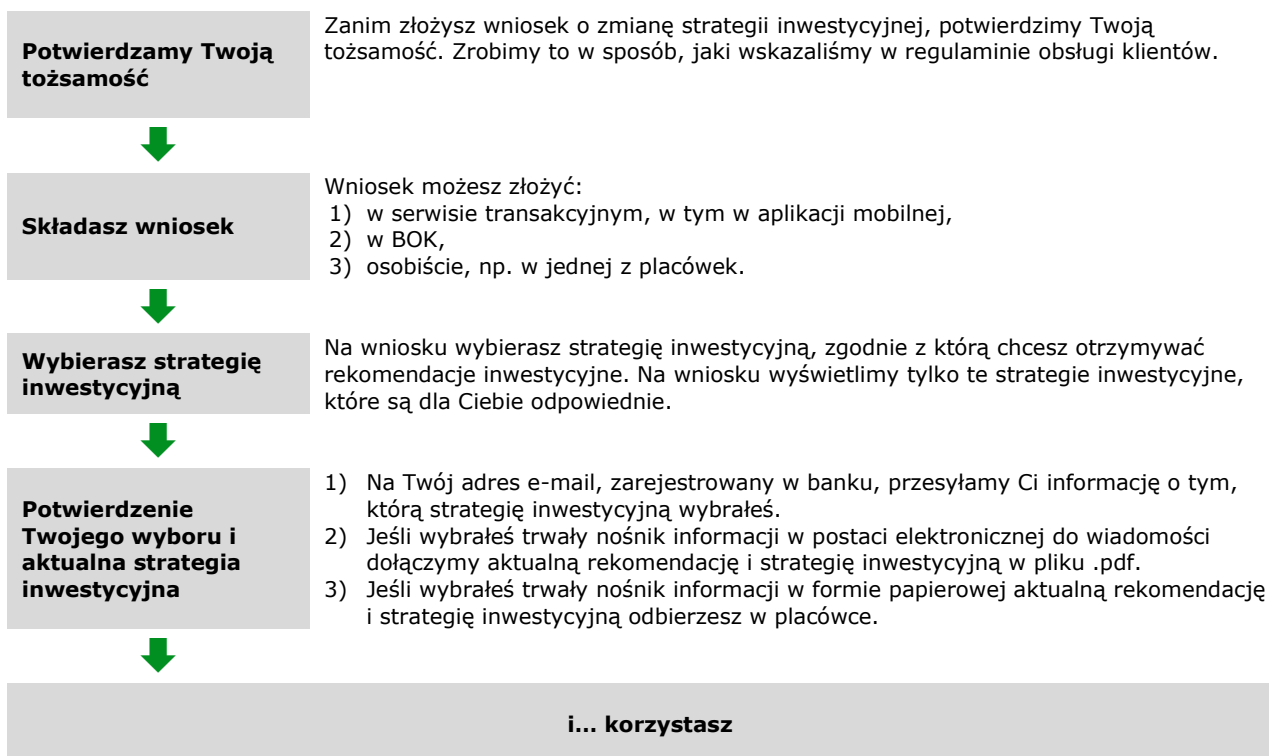 Potwierdzamy Twoją
tożsamość
Zanim złożysz wniosek o zmianę strategii inwestycyjnej, potwierdzimy Twoją
tożsamość. Zrobimy to w sposób, jaki wskazaliśmy w regulaminie obsługi klientów.
Składasz wniosek
Wniosek możesz złożyć:
1) w serwisie transakcyjnym, w tym w aplikacji mobilnej,
2) w BOK,
3) osobiście, np. w jednej z placówek.
Wybierasz strategię
inwestycyjną
Na wniosku wybierasz strategię inwestycyjną, zgodnie z którą chcesz otrzymywać
rekomendacje inwestycyjne. Na wniosku wyświetlimy tylko te strategie inwestycyjne,
które są dla Ciebie odpowiednie.
Potwierdzenie
Twojego wyboru i
aktualna strategia
inwestycyjna
1) Na Twój adres e-mail, zarejestrowany w banku, przesyłamy Ci informację o tym,
którą strategię inwestycyjną wybrałeś.
2) Jeśli wybrałeś trwały nośnik informacji w postaci elektronicznej do wiadomości
dołączymy aktualną rekomendację i strategię inwestycyjną w pliku .pdf.
3) Jeśli wybrałeś trwały nośnik informacji w formie papierowej aktualną rekomendację
i strategię inwestycyjną odbierzesz w placówce.
i... korzystasz